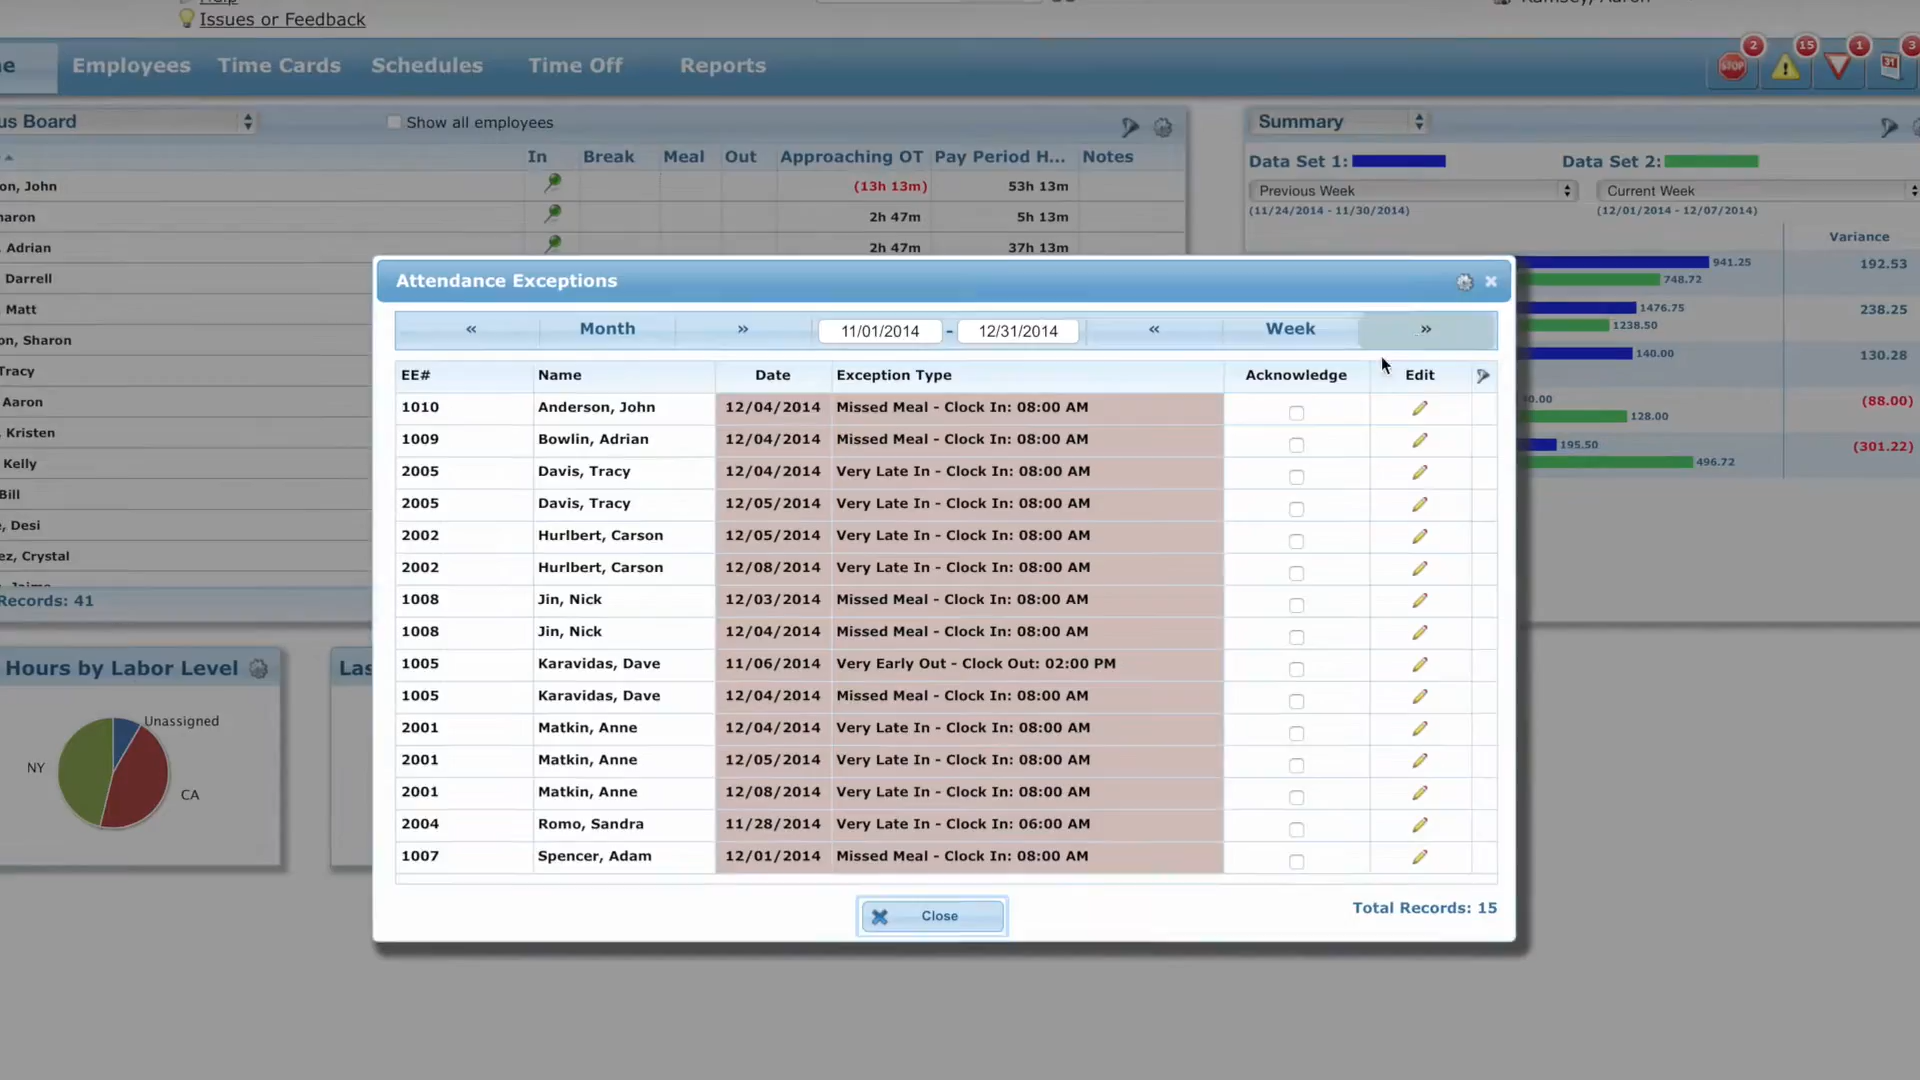 Issues or Feedback
Employees Time Cards Schedules Time Off Reports
2 15 1 3
STOP 31
us Board Show all employees Summary
In Break Meal Out Approaching OT Pay Period H... Notes
Data Set 1: Data Set 2:
on, John (13h 13m) 53h 13m
Previous Week Current Week
haron 2h 47m 5h 13m
(11/24/2014 - 11/30/2014) (12/01/2014 - 12/07/2014)
Adrian 2h 47m 37h 13m
Variance
941.25 192.53
748.72
1476.75 238.25
1238.50
140.00 130.28
0.00 (88.00)
128.00
195.50 (301.22)
496.72
Darrell
Matt
on, Sharon
Tracy
Aaron
Kristen
Kelly
Bill
e, Desi
ez, Crystal
Records: 41
Hours by Labor Level
Las
Unassigned
NY
CA
Attendance Exceptions
« Month » 11/01/2014 - 12/31/2014 « Week »
EE# Name Date Exception Type Acknowledge Edit
1010 Anderson, John 12/04/2014 Missed Meal - Clock In: 08:00 AM
1009 Bowlin, Adrian 12/04/2014 Missed Meal - Clock In: 08:00 AM
2005 Davis, Tracy 12/04/2014 Very Late In - Clock In: 08:00 AM
2005 Davis, Tracy 12/05/2014 Very Late In - Clock In: 08:00 AM
2002 Hurlbert, Carson 12/05/2014 Very Late In - Clock In: 08:00 AM
2002 Hurlbert, Carson 12/08/2014 Very Late In - Clock In: 08:00 AM
1008 Jin, Nick 12/03/2014 Missed Meal - Clock In: 08:00 AM
1008 Jin, Nick 12/04/2014 Missed Meal - Clock In: 08:00 AM
1005 Karavidas, Dave 11/06/2014 Very Early Out - Clock Out: 02:00 PM
1005 Karavidas, Dave 12/04/2014 Missed Meal - Clock In: 08:00 AM
2001 Matkin, Anne 12/04/2014 Very Late In - Clock In: 08:00 AM
2001 Matkin, Anne 12/05/2014 Very Late In - Clock In: 08:00 AM
2001 Matkin, Anne 12/08/2014 Very Late In - Clock In: 08:00 AM
2004 Romo, Sandra 11/28/2014 Very Late In - Clock In: 06:00 AM
1007 Spencer, Adam 12/01/2014 Missed Meal - Clock In: 08:00 AM
Close
Total Records: 15